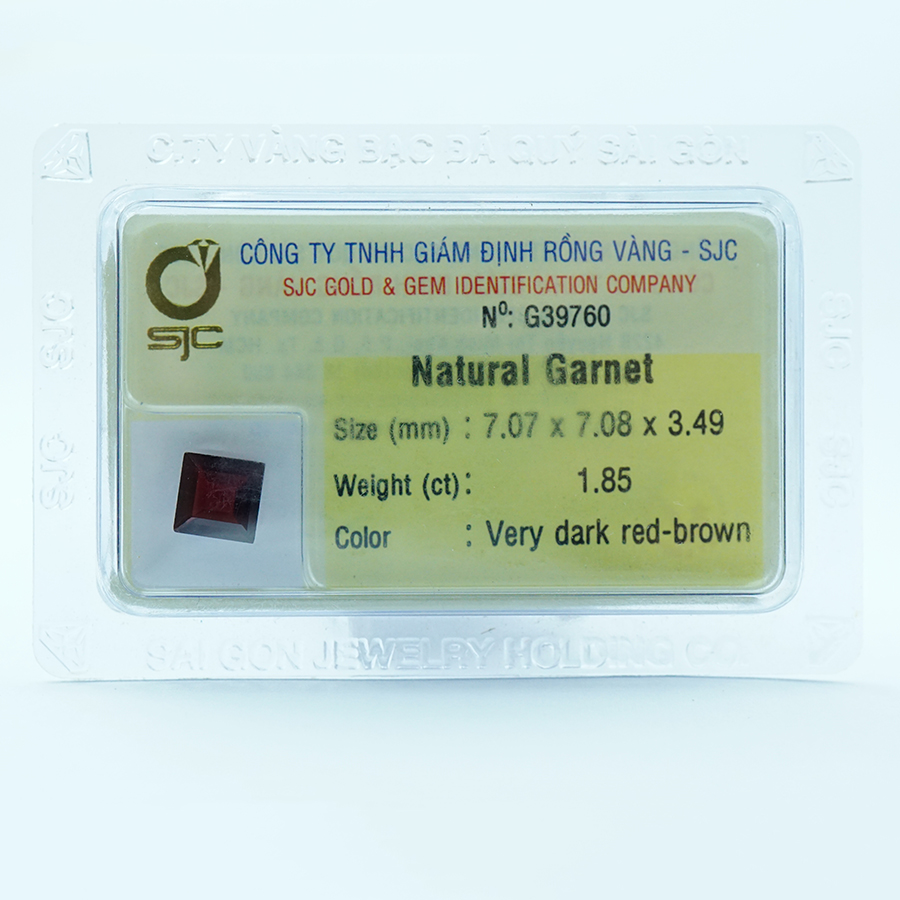 C.TY VÀNG BẠC ĐÁ QUÝ SÀI GÒN
CÔNG TY TNHH GIÁM ĐỊNH RỒNG VÀNG - SJC
SJC GOLD & GEM IDENTIFICATION COMPANY
Nº: G39760
SJC
Natural Garnet
Size (mm) : 7.07 x 7.08 x 3.49
Weight (ct): 1.85
Color : Very dark red-brown
SJC
SJC
SJC
SJC
SAI GON JEWELRY HOLDING CO.